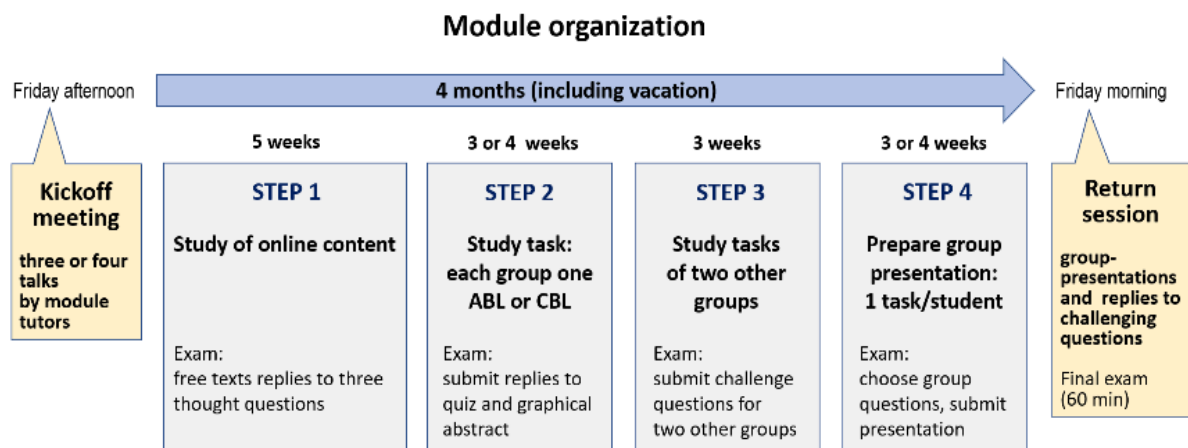 Module organization
Friday afternoon
4 months (including vacation)
Friday morning
5 weeks
3 or 4 weeks
3 weeks
3 or 4 weeks
Kickoff
meeting
three or four
talks
by module
tutors
STEP 1
Study of online content
Exam:
free texts replies to three
thought questions
STEP 2
Study task:
each group one
ABL or CBL
Exam:
submit replies to
quiz and graphical
abstract
STEP 3
Study tasks
of two other
groups
Exam:
submit challenge
questions for
two other groups
STEP 4
Prepare group
presentation:
1 task/student
Exam:
choose group
questions, submit
presentation
Return
session
group-
presentations
and replies to
challenging
questions
Final exam
(60 min)